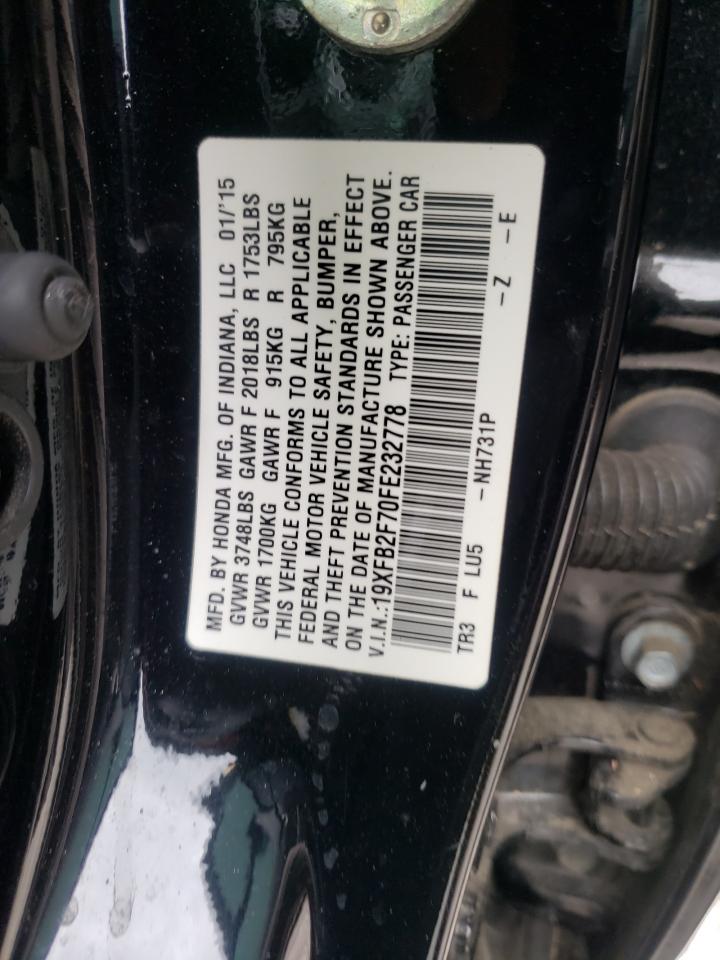 MFD. BY HONDA MFG. OF INDIANA, LLC 01/'15
GVWR 3748LBS GAWR F 2018LBS R 1753LBS
GVWR 1700KG GAWR F 915KG R 795KG
THIS VEHICLE CONFORMS TO ALL APPLICABLE
FEDERAL MOTOR VEHICLE SAFETY, BUMPER,
AND THEFT PREVENTION STANDARDS IN EFFECT
ON THE DATE OF MANUFACTURE SHOWN ABOVE.
V.I.N.:19XFB2F70FE232778 TYPE: PASSENGER CAR
TR3 F LU5 -NH731P -Z -E